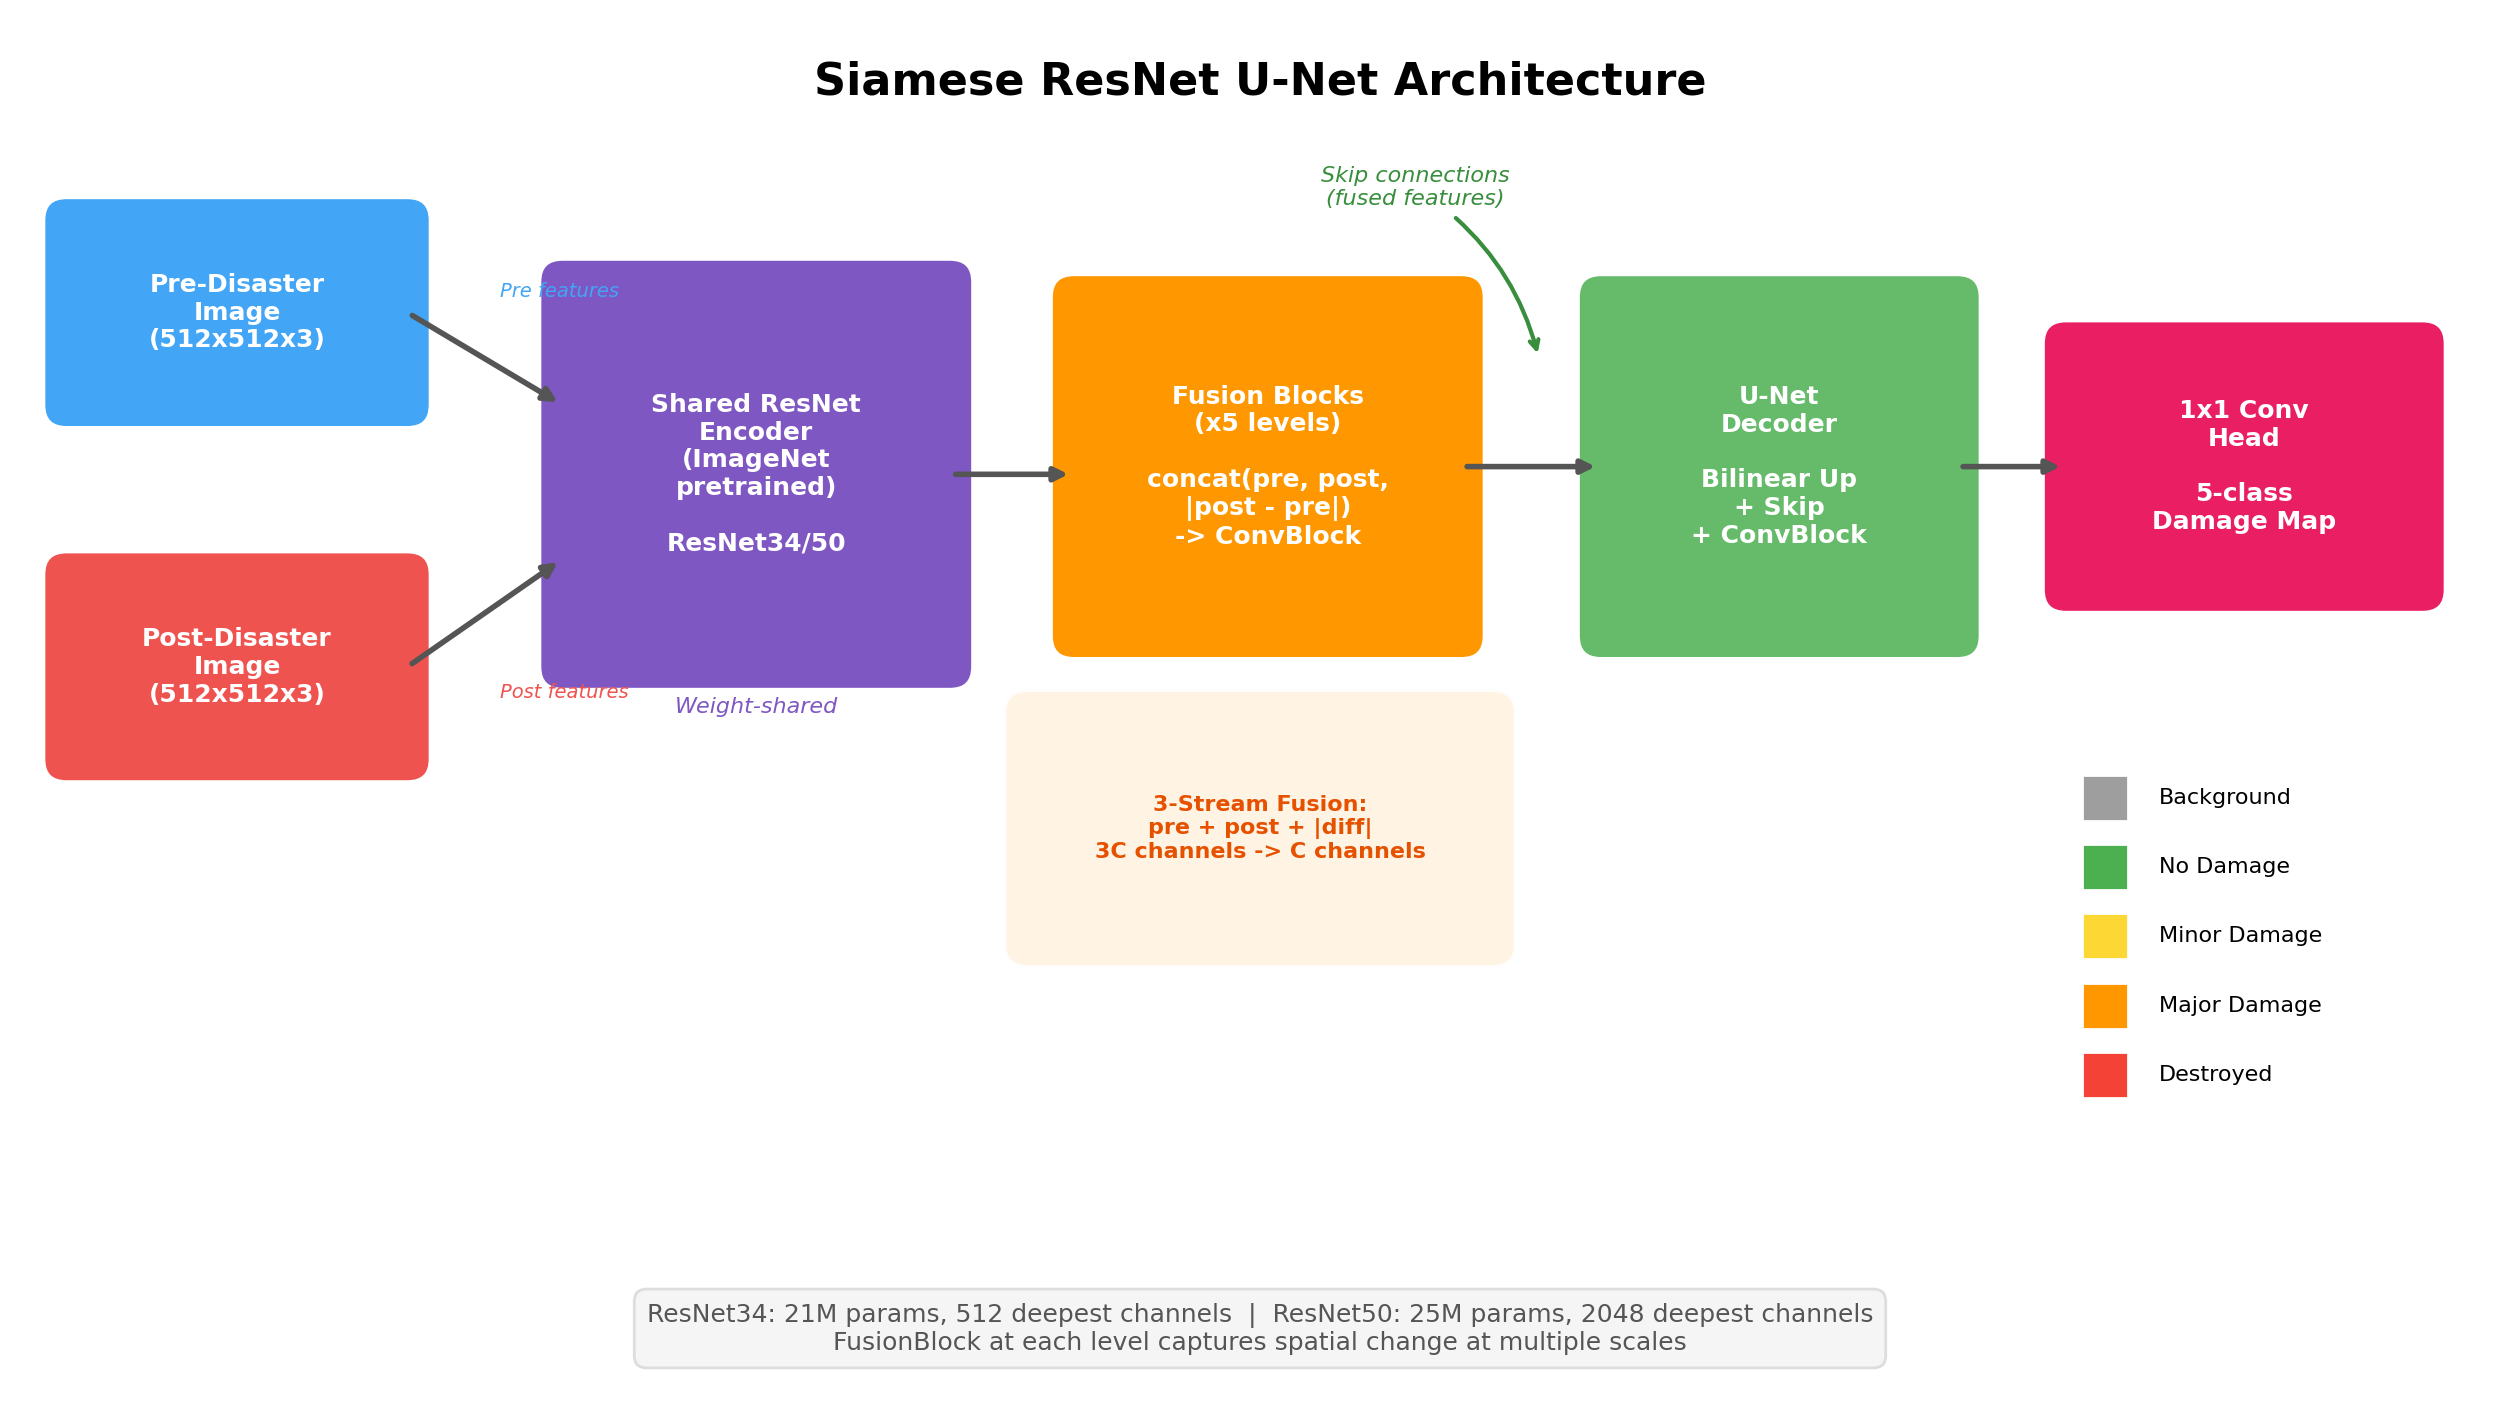 Siamese ResNet U-Net Architecture
Skip connections
(fused features)
Pre-Disaster
Image
(512x512x3)
Pre features
Post-Disaster
Image
(512x512x3)
Post features
Shared ResNet
Encoder
(ImageNet
pretrained)
ResNet34/50
Weight-shared
Fusion Blocks
(x5 levels)
concat(pre, post,
|post - pre|)
-> ConvBlock
U-Net
Decoder
Bilinear Up
+ Skip
+ ConvBlock
1x1 Conv
Head
5-class
Damage Map
3-Stream Fusion:
pre + post + |diff|
3C channels -> C channels
Background
No Damage
Minor Damage
Major Damage
Destroyed
ResNet34: 21M params, 512 deepest channels | ResNet50: 25M params, 2048 deepest channels
FusionBlock at each level captures spatial change at multiple scales